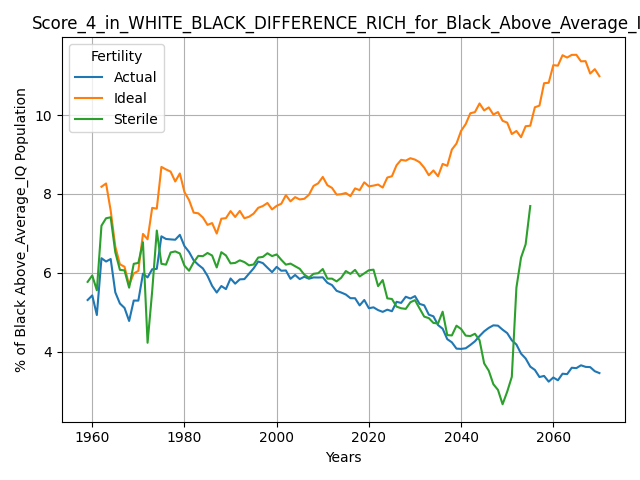 Score_4_in_WHITE_BLACK_DIFFERENCE_RICH_for_Black_Above_Average_I
Fertility
Actual
Ideal
Sterile
% of Black Above_Average_IQ Population
10
8
6
4
1960 1980 2000 2020 2040 2060
Years